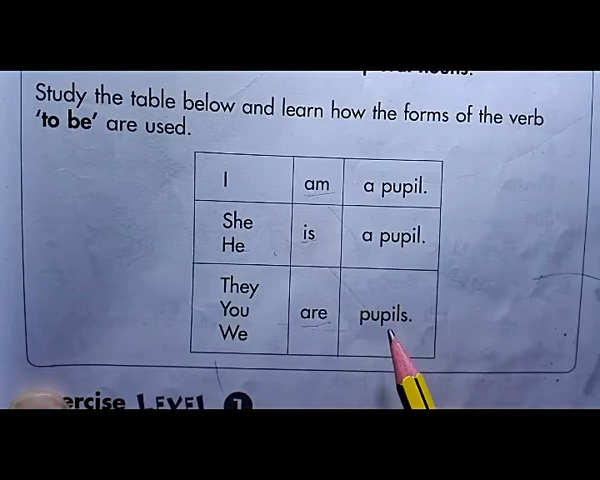 nouns.
Study the table below and learn how the forms of the verb
'to be' are used.
I am a pupil.
She
He is a pupil.
They
You are pupils.
We
LEVEL 1